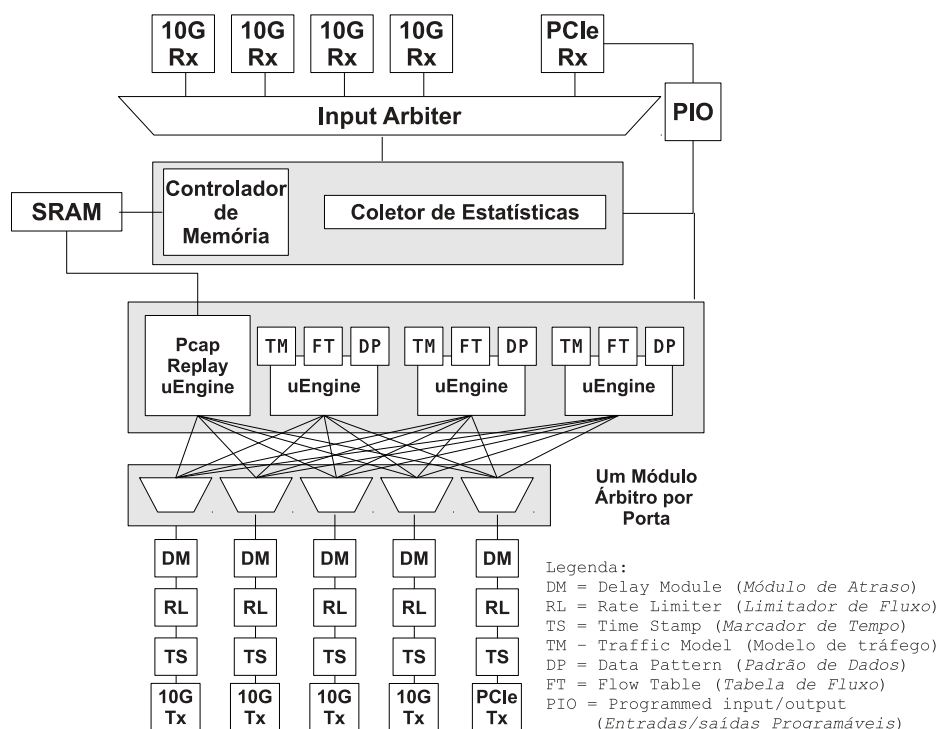 10G Rx
10G Rx
10G Rx
10G Rx
PCIe Rx
Input Arbiter
PIO
SRAM
Controlador
de
Memória
Coletor de Estatísticas
Pcap
Replay
uEngine
TM FT DP
uEngine
TM FT DP
uEngine
TM FT DP
uEngine
Um Módulo
Árbitro por
Porta
DM DM DM DM DM
RL RL RL RL RL
TS TS TS TS TS
10G Tx
10G Tx
10G Tx
10G Tx
PCIe Tx
Legenda:
DM = Delay Module (Módulo de Atraso)
RL = Rate Limiter (Limitador de Fluxo)
TS = Time Stamp (Marcador de Tempo)
TM – Traffic Model (Modelo de tráfego)
DP = Data Pattern (Padrão de Dados)
FT = Flow Table (Tabela de Fluxo)
PIO = Programmed input/output
(Entradas/saídas Programáveis)